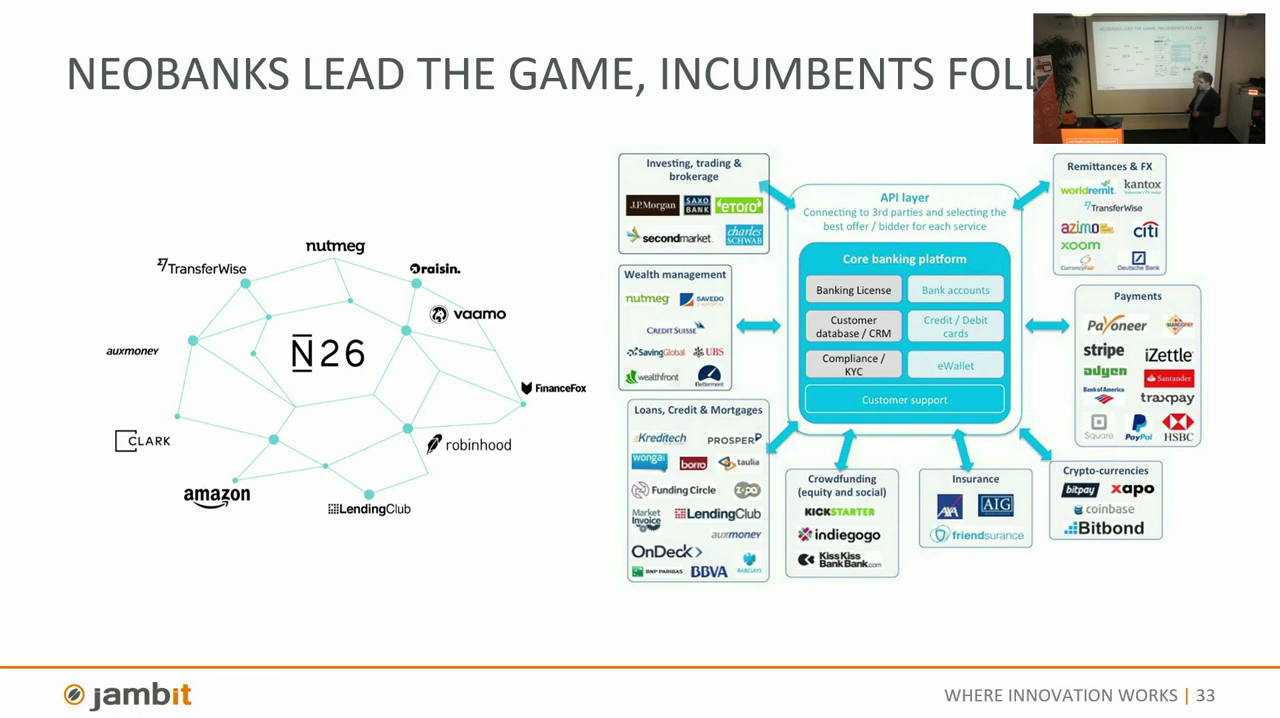 NEOBANKS LEAD THE GAME, INCUMBENTS FOLL
nutmeg
TransferWise
raisin.
vaamo
auxmoney
N26
FinanceFox
CLARK
robinhood
amazon
LendingClub
Investing, trading &
brokerage
J.P.Morgan
SAXO
BANK
eTORO
secondmarket
charles
SCHWAB
Wealth management
nutmeg
SAVEDO
CREDIT SUISSE
SavingGlobal
UBS
wealthfront
Betterment
Loans, Credit & Mortgages
Kreditech
PROSPER
wonga
borro
taulia
Funding Circle
zopa
Market
Invoice
LendingClub
auxmoney
OnDeck>
BNP PARIBAS
BBVA
BARCLAYS
API layer
Connecting to 3rd parties and selecting the
best offer / bidder for each service
Core banking platform
Banking License
Bank accounts
Customer
database / CRM
Credit / Debit
cards
Compliance /
KYC
eWallet
Customer support
Crowdfunding
(equity and social)
KICKSTARTER
indiegogo
KissKiss
BankBank.com
Insurance
AXA
AIG
friendsurance
Remittances & FX
worldremit
kantox
TransferWise
azimo
citi
xoom
CurrencyFair
Deutsche Bank
Payments
Payoneer
MANGOPAY
stripe
iZettle
adyen
Santander
Bank of America
traxpay
Square
PayPal
HSBC
Crypto-currencies
bitpay
xapo
coinbase
Bitbond
jambit
WHERE INNOVATION WORKS | 33